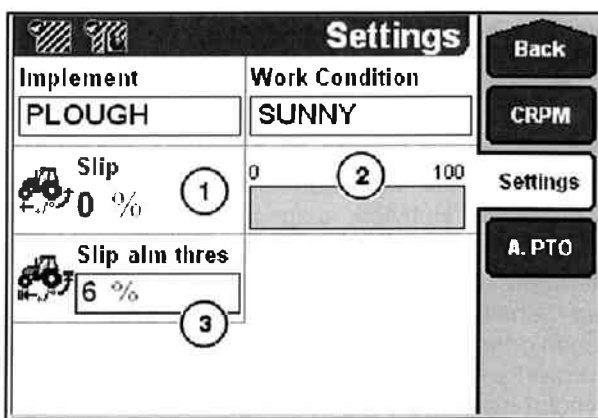 Settings
Back
Implement
Work Condition
PLOUGH
SUNNY
CRPM
Slip
0 %
1
0
2
100
Settings
A. PTO
Slip alm thres
6 %
3